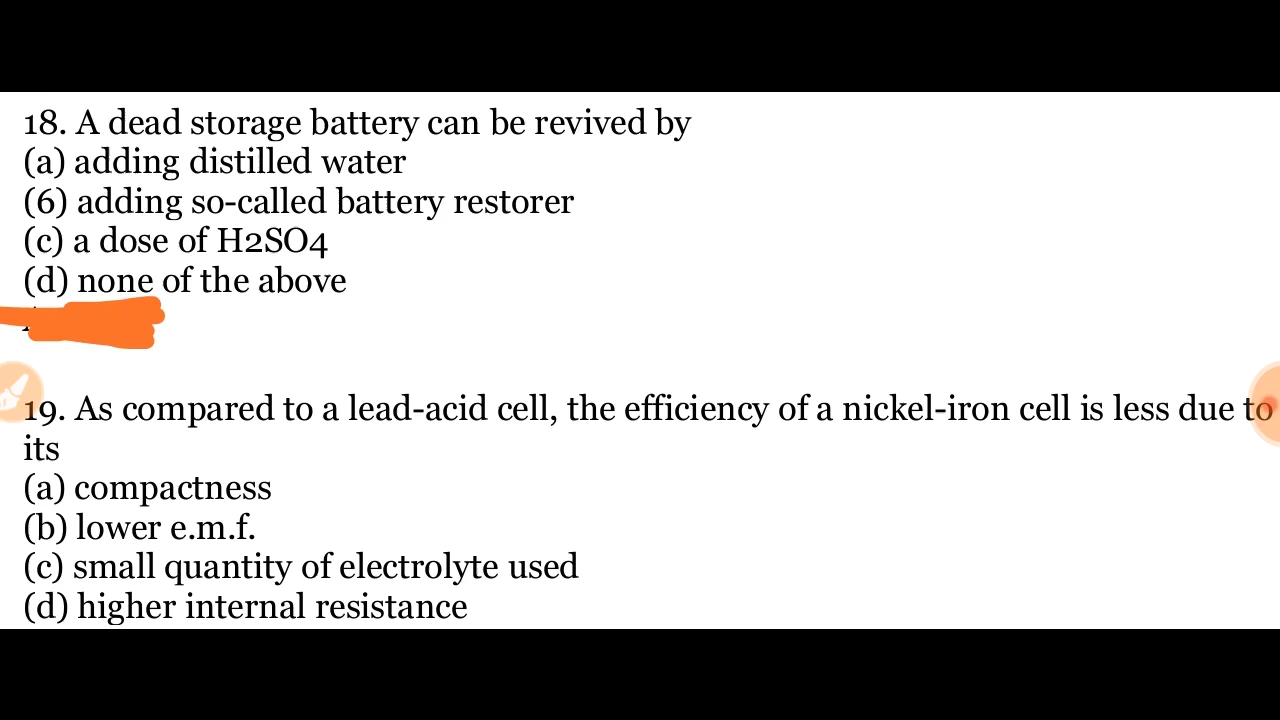 18. A dead storage battery can be revived by
(a) adding distilled water
(6) adding so-called battery restorer
(c) a dose of H2SO4
(d) none of the above
19. As compared to a lead-acid cell, the efficiency of a nickel-iron cell is less due to
its
(a) compactness
(b) lower e.m.f.
(c) small quantity of electrolyte used
(d) higher internal resistance